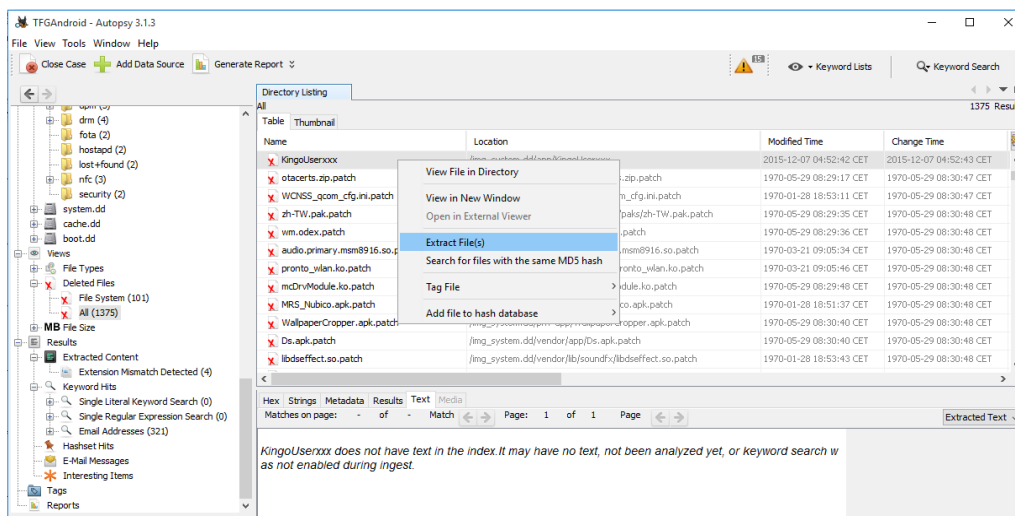 TFGAndroid - Autopsy 3.1.3
File View Tools Window Help
Close Case Add Data Source Generate Report 15 Keyword Lists Keyword Search
Directory Listing
All
1375 Resu
Table Thumbnail
Name Location Modified Time Change Time
KingoUserxxx /img_system.dd/app/KingoUserxxx 2015-12-07 04:52:42 CET 2015-12-07 04:52:43 CET
otacerts.zip.patch s.zip.patch 1970-05-29 08:29:17 CET 1970-05-29 08:30:47 CET
WCNSS_qcom_cfg.ini.patch m_cfg.ini.patch 1970-01-28 18:53:11 CET 1970-05-29 08:30:47 CET
zh-TW.pak.patch /paks/zh-TW.pak.patch 1970-05-29 08:29:35 CET 1970-05-29 08:30:48 CET
wm.odex.patch .patch 1970-05-29 08:29:36 CET 1970-05-29 08:30:48 CET
audio.primary.msm8916.so.p .msm8916.so.patch 1970-03-21 09:05:34 CET 1970-05-29 08:30:48 CET
pronto_wlan.ko.patch ronto_wlan.ko.patch 1970-03-21 09:05:46 CET 1970-05-29 08:30:48 CET
mcDrvModule.ko.patch dule.ko.patch 1970-05-29 08:30:48 CET
MRS_Nubico.apk.patch co.apk.patch 1970-01-28 18:51:37 CET 1970-05-29 08:30:48 CET
WallpaperCropper.apk.patch 1970-05-29 08:30:40 CET 1970-05-29 08:30:48 CET
Ds.apk.patch /img_system.dd/vendor/app/Ds.apk.patch 1970-05-29 08:30:40 CET 1970-05-29 08:30:48 CET
libdseffect.so.patch /img_system.dd/vendor/lib/soundfx/libdseffect.so.patch 1970-01-28 18:53:43 CET 1970-05-29 08:30:48 CET
View File in Directory
View in New Window
Open in External Viewer
Extract File(s)
Search for files with the same MD5 hash
Tag File
Add file to hash database
drm (4)
fota (2)
hostapd (2)
lost+found (2)
nfc (3)
security (2)
system.dd
cache.dd
boot.dd
Views
File Types
Deleted Files
File System (101)
All (1375)
MB File Size
Results
Extracted Content
Extension Mismatch Detected (4)
Keyword Hits
Single Literal Keyword Search (0)
Single Regular Expression Search (0)
Email Addresses (321)
Hashset Hits
E-Mail Messages
Interesting Items
Tags
Reports
Hex Strings Metadata Results Text Media
Matches on page: - of - Match Page: 1 of 1 Page Extracted Text
KingoUserxxx does not have text in the index.It may have no text, not been analyzed yet, or keyword search w
as not enabled during ingest.